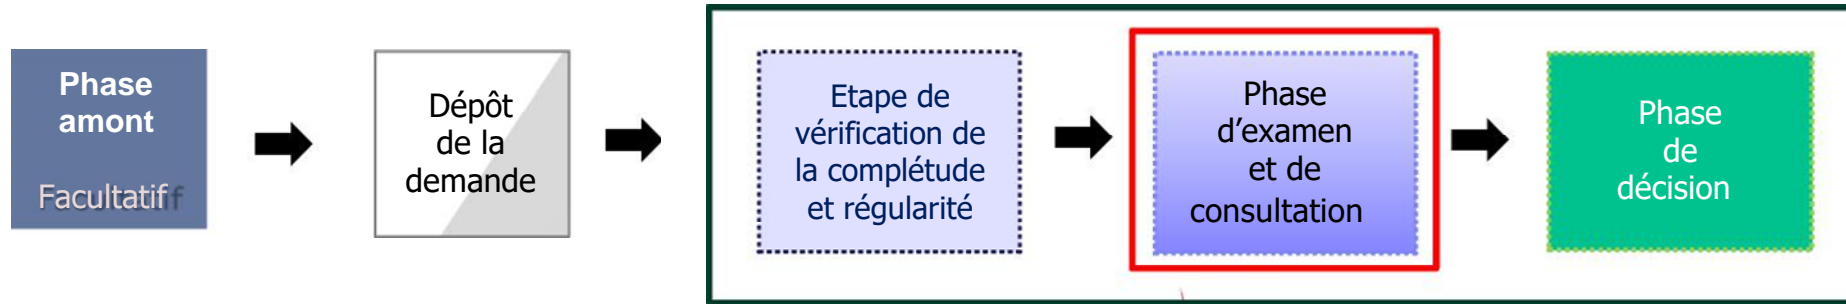 Phase
amont
Facultatif
Dépôt
de la
demande
Etape de
vérification de
la complétude
et régularité
Phase
d’examen
et de
consultation
Phase
de
décision